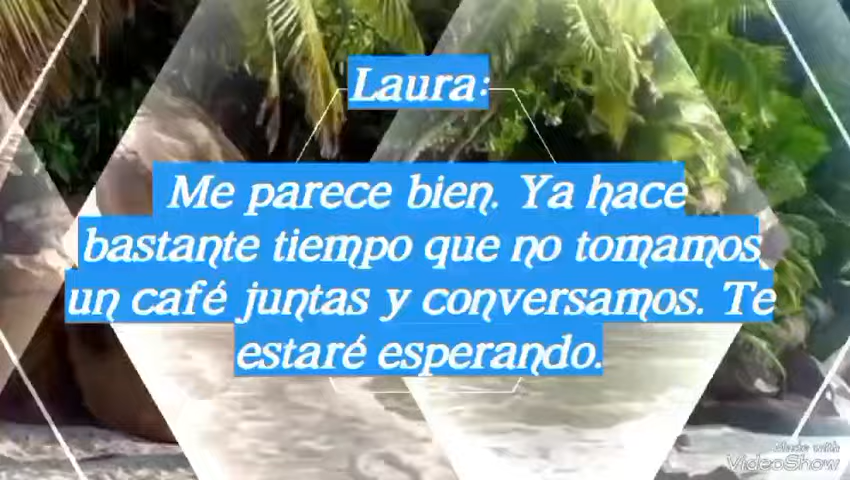 Laura:
Me parece bien. Ya hace
bastante tiempo que no tomamos
un café juntas y conversamos. Te
estaré esperando.
Made with
VideoShow